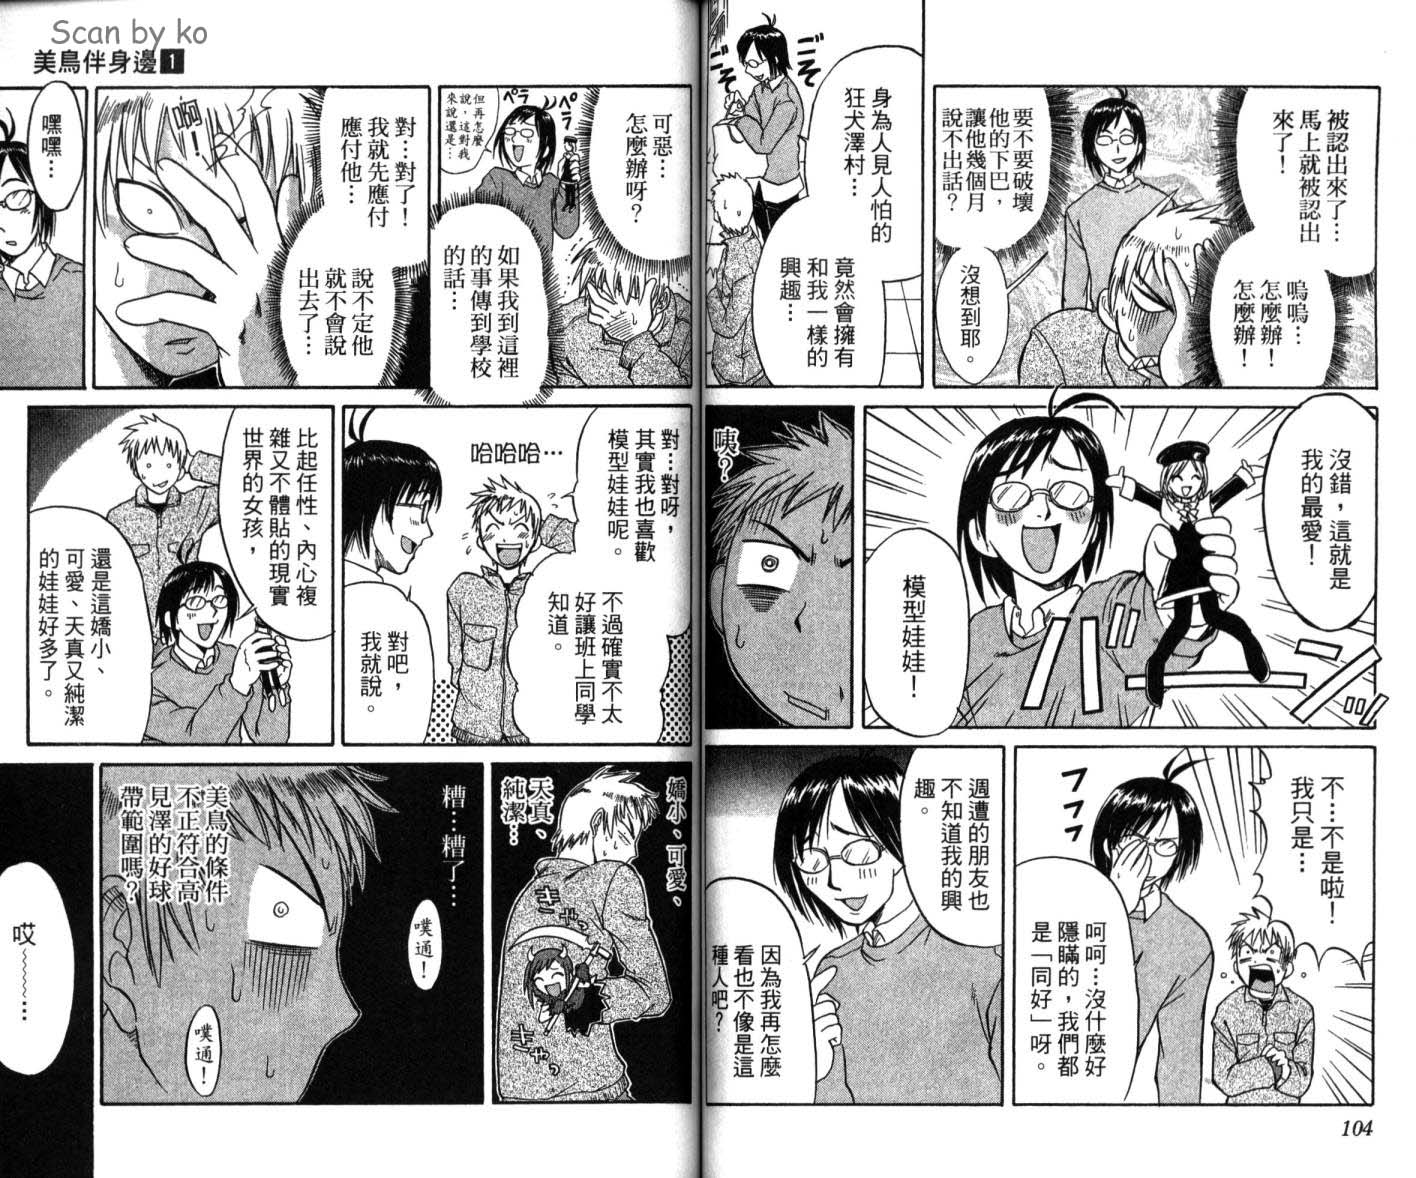 Scan by ko
美鳥伴身邊1
被認出來了…
馬上就被認出
來了！
嗚嗚…
怎麼辦！
怎麼辦！
要不要破壞
他的下巴，
讓他幾個月
說不出話？
沒想到耶。
身為人見人怕的
狂犬澤村…
竟然會擁有
和我一樣的
興趣…
沒錯，這就是
我的最愛！
模型娃娃！
咦？
不…不是啦！
我只是…
フフフ
呵呵…沒什麼好
隱瞞的，我們都
是「同好」呀。
週遭的朋友也
不知道我的興
趣。
因為我再怎麼
看也不像是這
種人吧？
104
可惡…
怎麼辦呀？
ペラ
ペラ
但再怎麼
說，這對我
來說還是…
如果我到這裡
的事傳到學校
的話…
啊！
對…對了！
我就先應付
應付他…
說不定他
就不會說
出去了…
嘿嘿…
對…對呀，
其實我也喜歡
模型娃娃呢。
不過確實不太
好讓班上同學
知道。
哈哈哈…
對吧，
我就說。
比起任性、內心複
雜又不體貼的現實
世界的女孩，
還是這嬌小、
可愛、天真又純潔
的娃娃好多了。
嬌小、可愛、
天真、
純潔…
きゃっ
きゃっ
糟…糟了…
噗通！
美鳥的條件
不正符合高
見澤的好球
帶範圍嗎？
噗通！
哎~~~~…